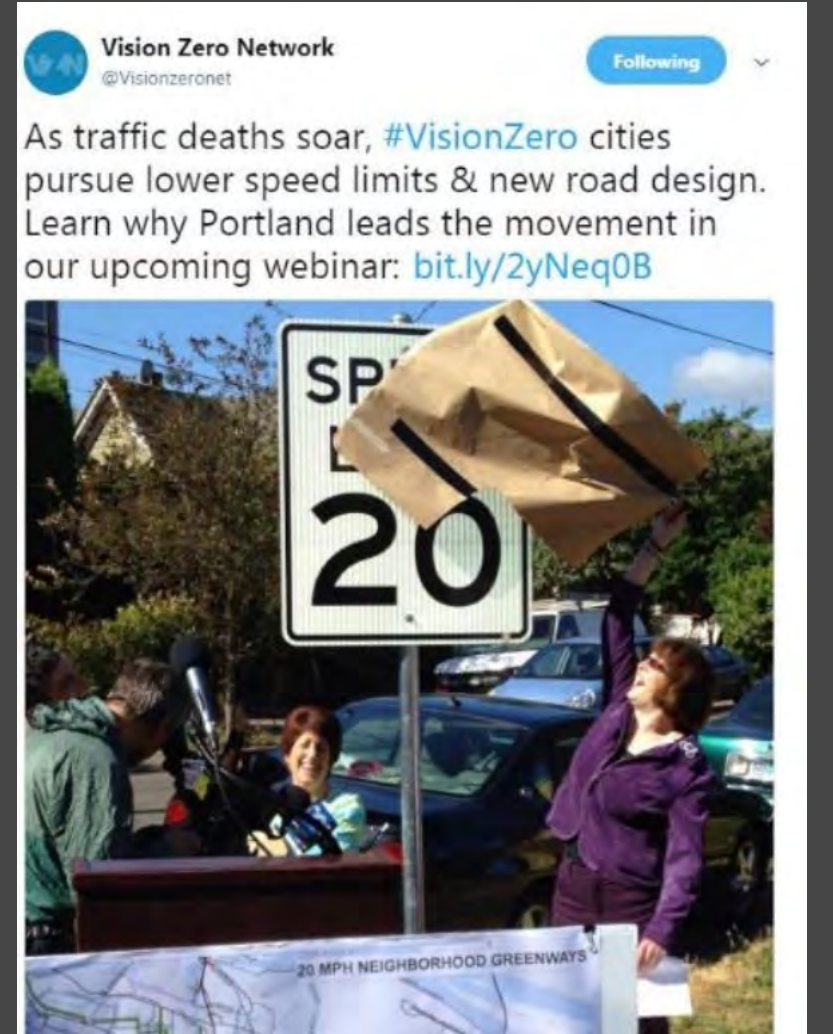 Vision Zero Network
@Visionzeronet
Following
As traffic deaths soar, #VisionZero cities
pursue lower speed limits & new road design.
Learn why Portland leads the movement in
our upcoming webinar: bit.ly/2yNeq0B
SP
L
20
20 MPH NEIGHBORHOOD GREENWAYS